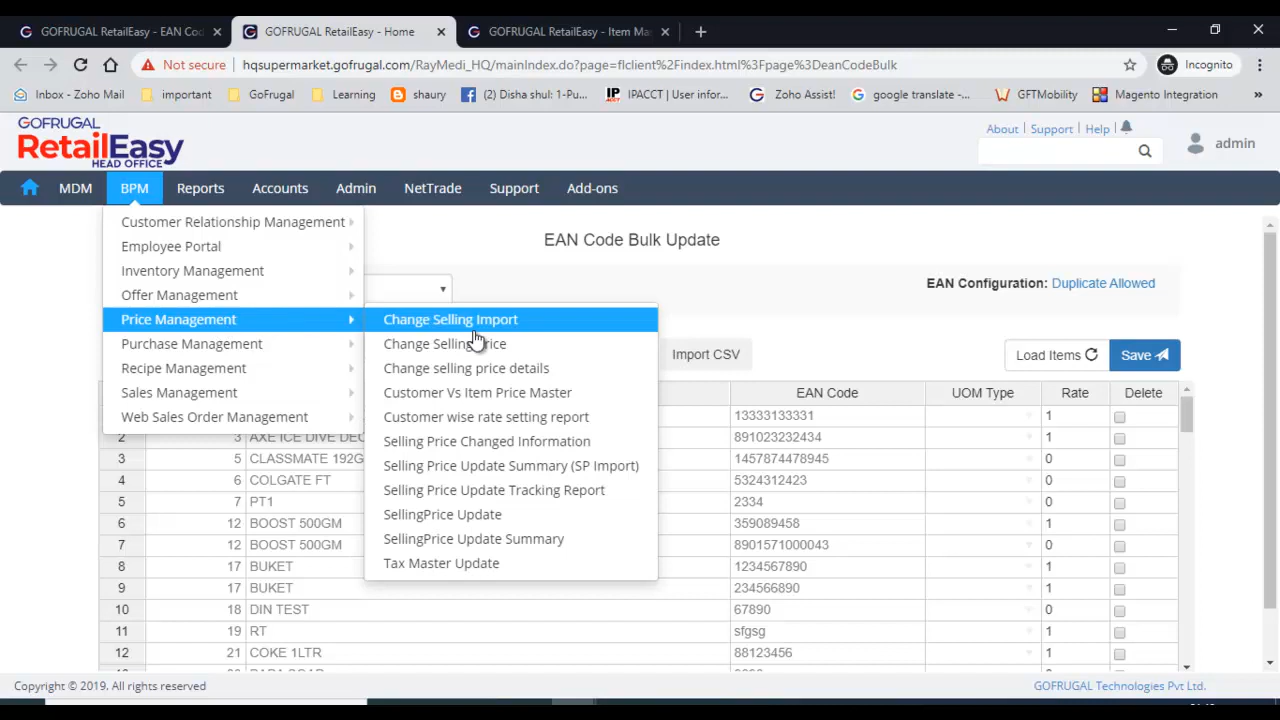 GOFRUGAL RetailEasy - EAN Cod
GOFRUGAL RetailEasy - Home
GOFRUGAL RetailEasy - Item Mas
Not secure
hqsupermarket.gofrugal.com/RayMedi_HQ/mainIndex.do?page=flclient%2Findex.html%3Fpage%3DeanCodeBulk
Incognito
Inbox - Zoho Mail
important
GoFrugal
Learning
shaury
(2) Disha shul: 1-Pu...
IPACCT | User infor...
Zoho Assist!
google translate -...
GFTMobility
Magento Integration
»
GOFRUGAL
RetailEasy
HEAD OFFICE
About | Support | Help |
admin
MDM BPM Reports Accounts Admin NetTrade Support Add-ons
Customer Relationship Management
Employee Portal
Inventory Management
Offer Management
Price Management
Purchase Management
Recipe Management
Sales Management
Web Sales Order Management
Change Selling Import
Change Selling Price
Change selling price details
Customer Vs Item Price Master
Customer wise rate setting report
Selling Price Changed Information
Selling Price Update Summary (SP Import)
Selling Price Update Tracking Report
SellingPrice Update
SellingPrice Update Summary
Tax Master Update
EAN Code Bulk Update
EAN Configuration: Duplicate Allowed
Import CSV
Load Items
Save
EAN Code UOM Type Rate Delete
13333133331 1
2 3 AXE ICE DIVE DEC 891023232434 1
3 5 CLASSMATE 192G 1457874478945 0
4 6 COLGATE FT 5324312423 0
5 7 PT1 2334 0
6 12 BOOST 500GM 359089458 1
7 12 BOOST 500GM 8901571000043 0
8 17 BUKET 1234567890 1
9 17 BUKET 234566890 1
10 18 DIN TEST 67890 0
11 19 RT sfgsg 1
12 21 COKE 1LTR 88123456 1
Copyright © 2019. All rights reserved
GOFRUGAL Technologies Pvt Ltd.